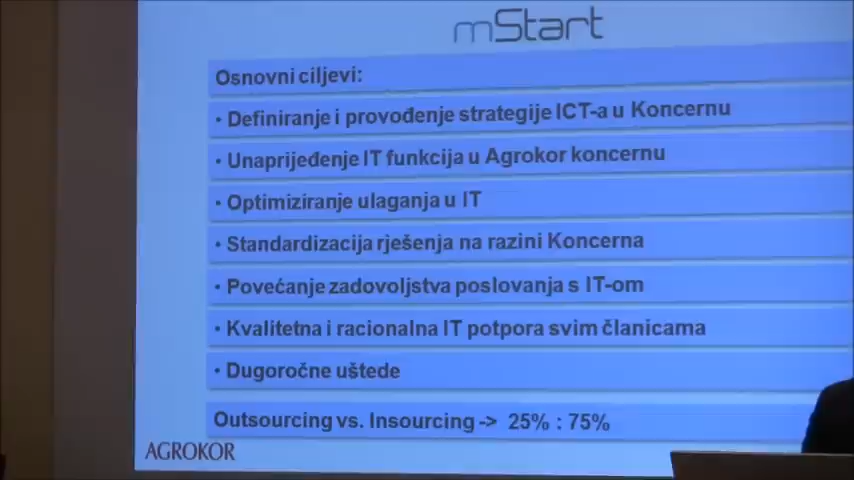 mStart
Osnovni ciljevi:
• Definiranje i provođenje strategije ICT-a u Koncernu
• Unaprijeđenje IT funkcija u Agrokor koncernu
• Optimiziranje ulaganja u IT
• Standardizacija rješenja na razini Koncerna
• Povećanje zadovoljstva poslovanja s IT-om
• Kvalitetna i racionalna IT potpora svim članicama
• Dugoročne uštede
Outsourcing vs. Insourcing -> 25% : 75%
AGROKOR